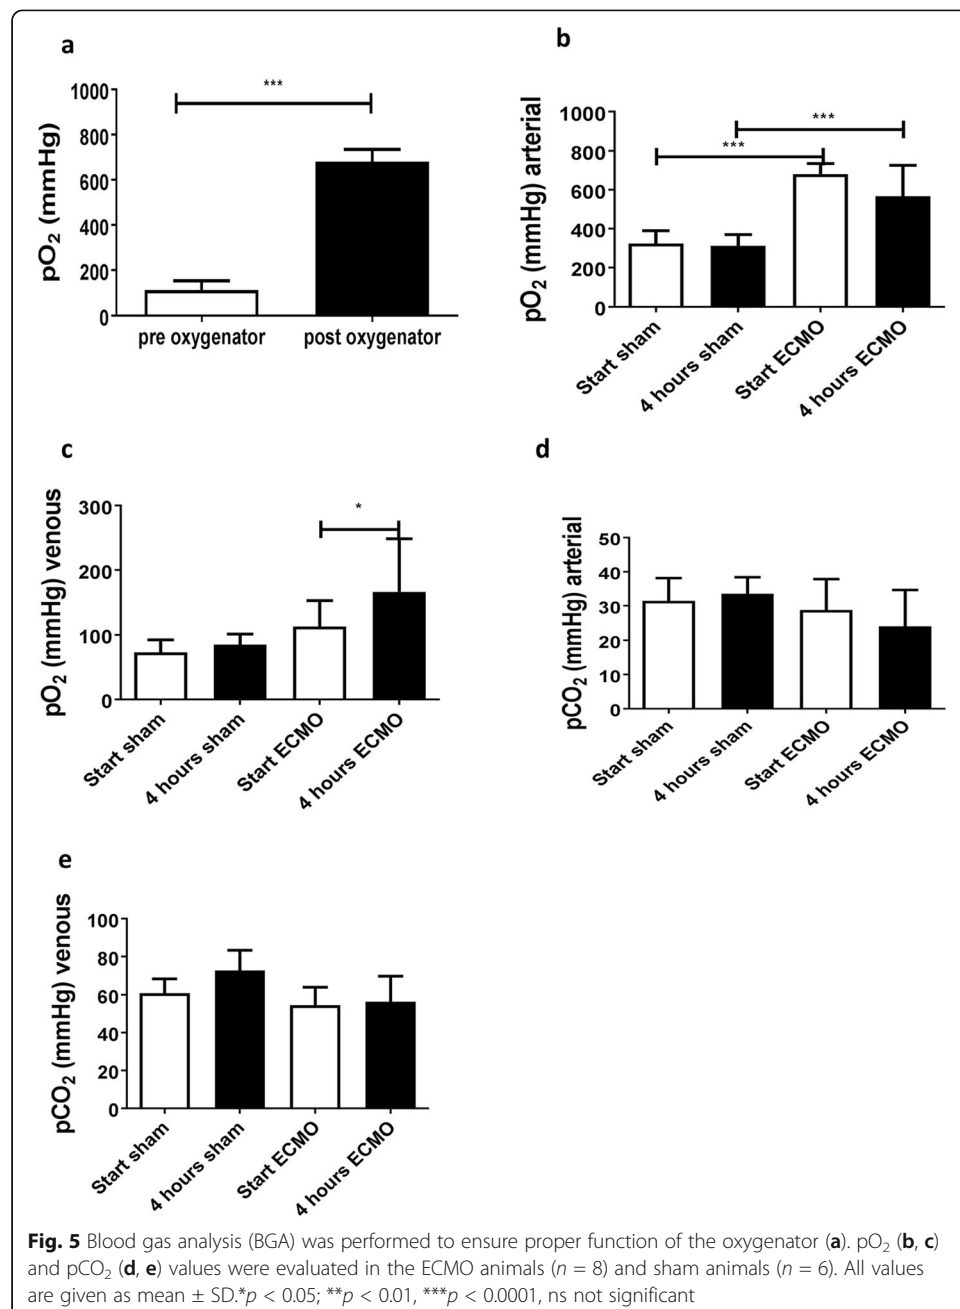 a
***
1000
800
600
400
200
0
pO₂ (mmHg)
pre oxygenator
post oxygenator
b
***
***
1000
800
600
400
200
0
pO₂ (mmHg) arterial
Start sham
4 hours sham
Start ECMO
4 hours ECMO
c
*
300
200
100
0
pO₂ (mmHg) venous
Start sham
4 hours sham
Start ECMO
4 hours ECMO
d
50
40
30
20
10
0
pCO₂ (mmHg) arterial
Start sham
4 hours sham
Start ECMO
4 hours ECMO
e
100
80
60
40
20
0
pCO₂ (mmHg) venous
Start sham
4 hours sham
Start ECMO
4 hours ECMO
Fig. 5 Blood gas analysis (BGA) was performed to ensure proper function of the oxygenator (a). pO₂ (b, c)
and pCO₂ (d, e) values were evaluated in the ECMO animals (n = 8) and sham animals (n = 6). All values
are given as mean ± SD.*p < 0.05; **p < 0.01, ***p < 0.0001, ns not significant